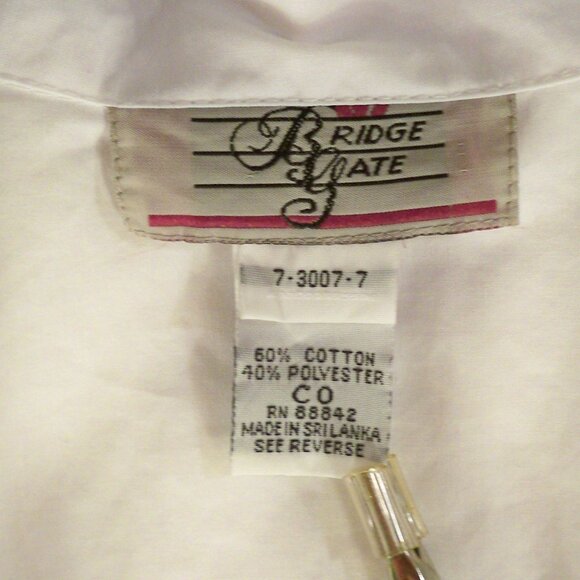 BRIDGE
GATE
7-3007-7
60% COTTON
40% POLYESTER
CO
RN 88842
MADE IN SRI LANKA
SEE REVERSE